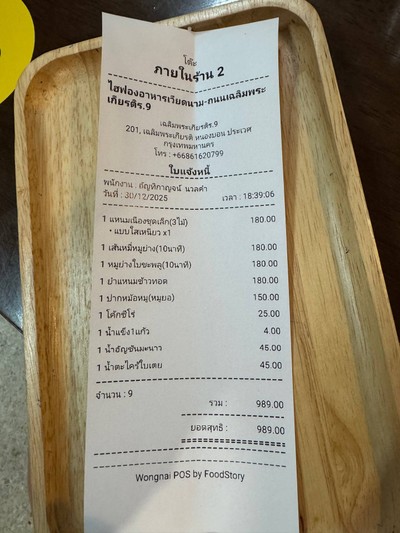 โต๊ะ
ภายในร้าน 2
ไฮฟองอาหารเวียดนาม-ถนนเฉลิมพระ
เกียรติร.9
เฉลิมพระเกียรติร.9
201, เฉลิมพระเกียรติ หนองบอน ประเวศ
กรุงเทพมหานคร
โทร : +66861620799
ใบแจ้งหนี้
พนักงาน : อัญทิกาญจน์ นวดคำ
วันที่ : 30/12/2025 เวลา : 18:39:06
1 แหนมเนืองชุดเล็ก(3ไม้) 180.00
• แบบใสเหนียว x1
1 เส้นหมี่หมูย่าง(10นาที) 180.00
1 หมูย่างใบชะพลู(10นาที) 180.00
1 ยำแหนมข้าวทอด 180.00
1 ปากหม้อหมู(หมูยอ) 150.00
1 โค๊กซีโร่ 25.00
1 น้ำแข็ง1แก้ว 4.00
1 น้ำอัญชันมะนาว 45.00
1 น้ำตะไคร้ใบเตย 45.00
จำนวน : 9
รวม : 989.00
ยอดสุทธิ : 989.00
Wongnai POS by FoodStory